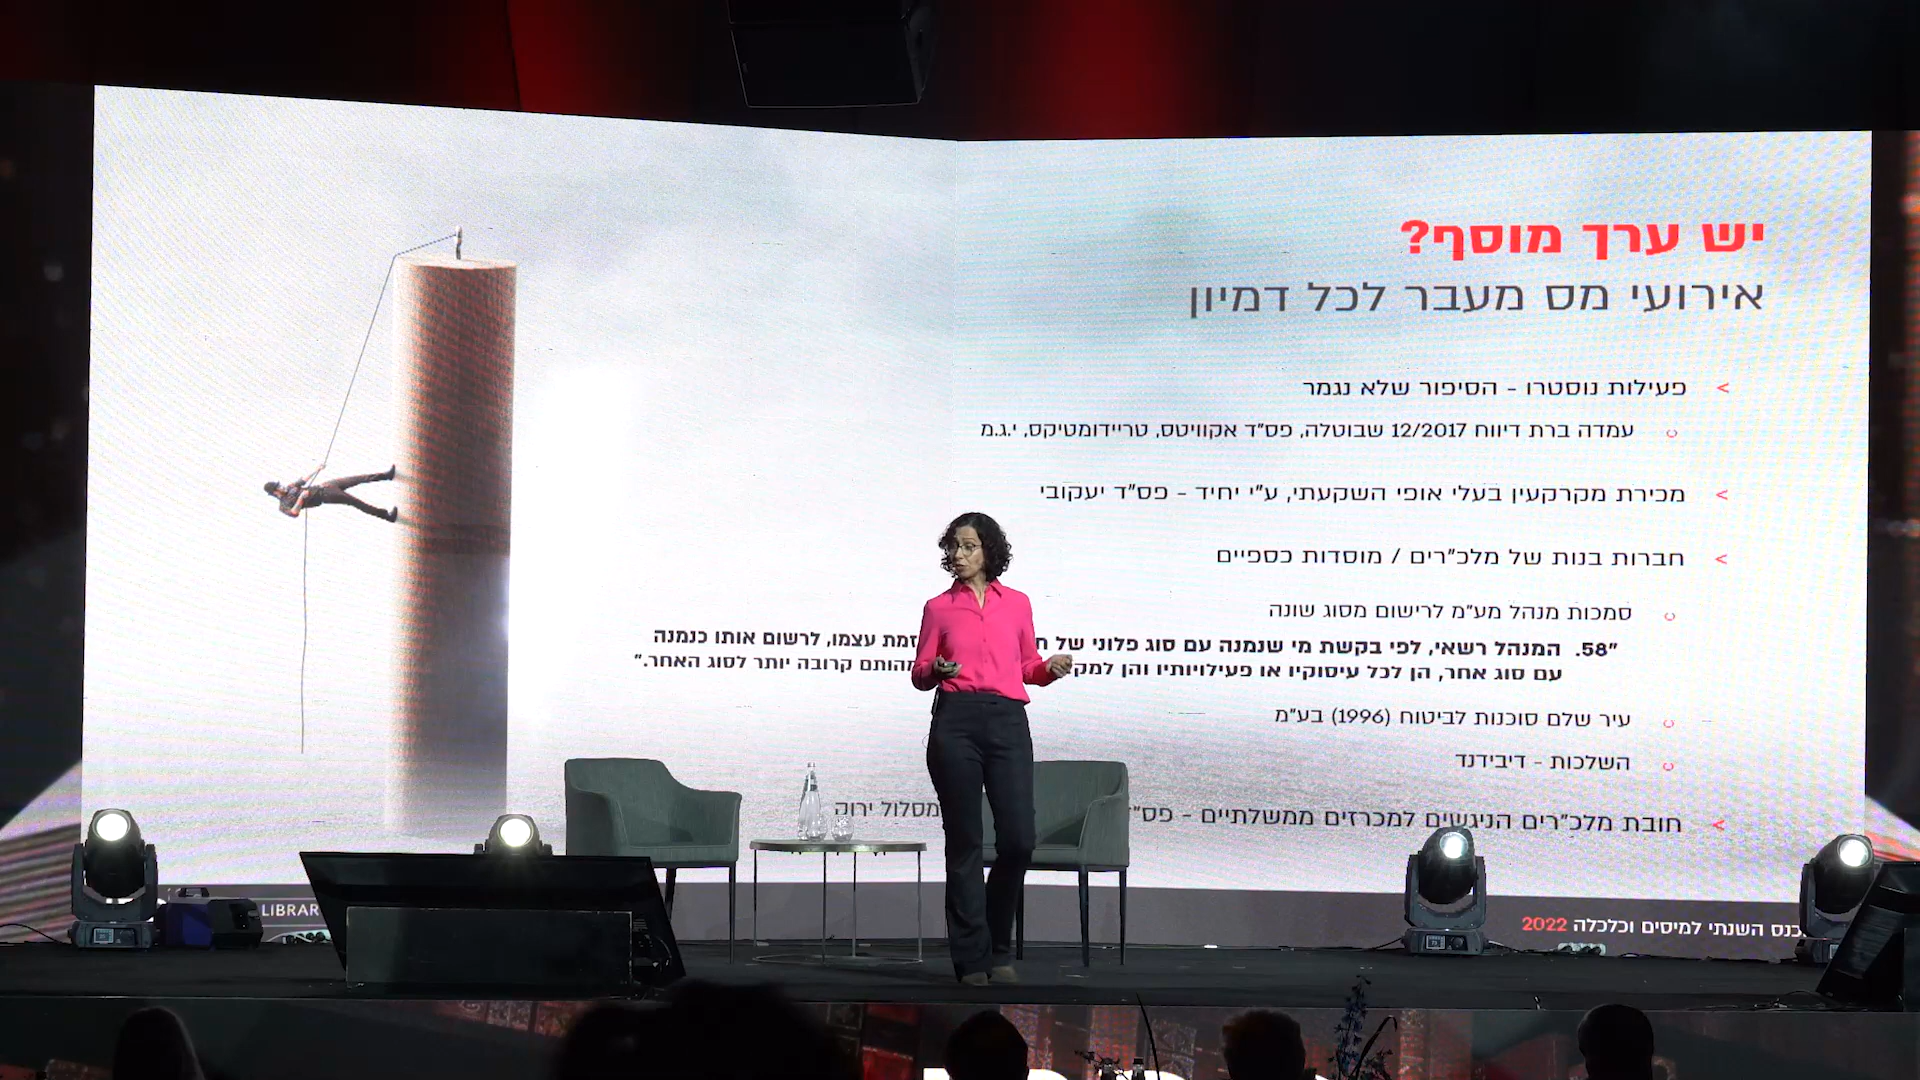 יש ערך מוסף?
אירועי מס מעבר לכל דמיון
> פעילות נוסטרו - הסיפור שלא נגמר
עמדה ברת דיווח 12/2017 שבוטלה, פס"ד אקוויטס, טריידומטיקס, י.ג.מ
> מכירת מקרקעין בעלי אופי השקעתי, ע"י יחיד - פס"ד יעקובי
> חברות בנות של מלכ"רים / מוסדות כספיים
סמכות מנהל מע"מ לרישום מסוג שונה
"58. המנהל רשאי, לפי בקשת מי שנמנה עם סוג פלוני של עצמו, לרשום אותו כנמנה
עם סוג אחר, הן לכל עיסוקיו או פעילויותיו והן קרובה יותר לסוג האחר."
עיר שלם סוכנות לביטוח (1996) בע"מ
השלכות - דיבידנד
> חובת מלכ"רים הניגשים למכרזים ממשלתיים - מסלול ירוק
LIBRAR
כנס השנתי למיסים וכלכלה 2022